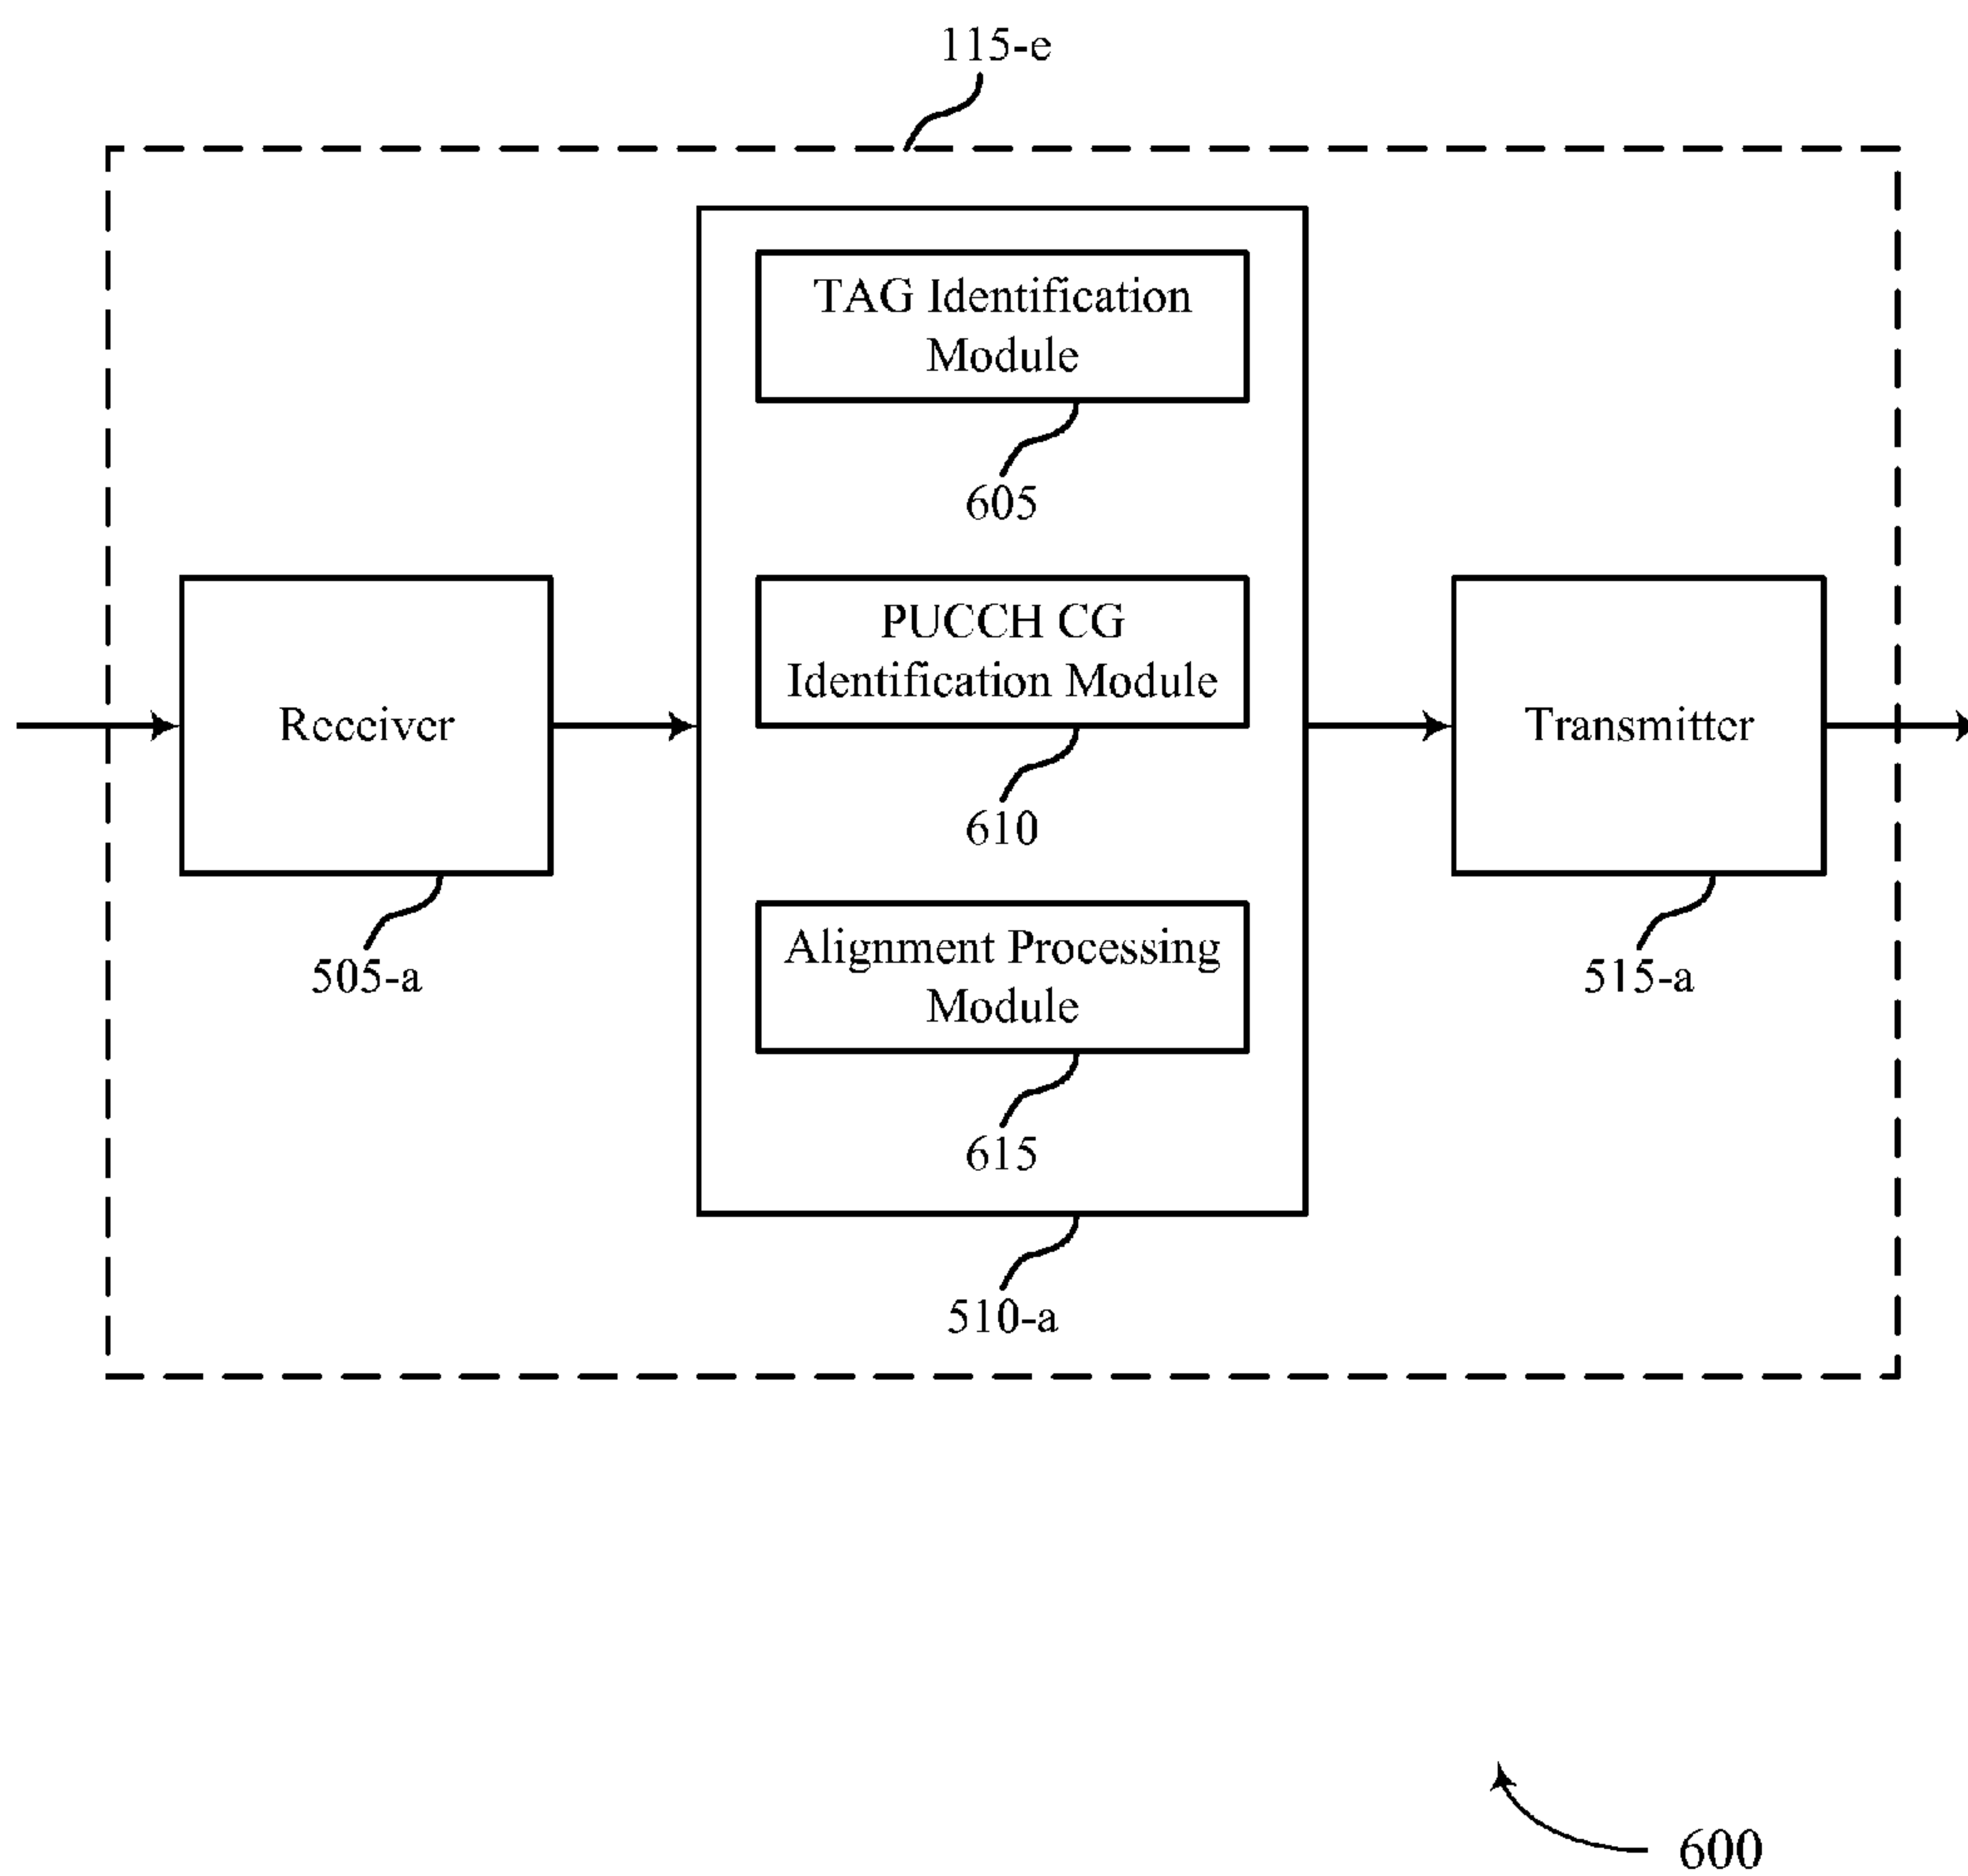 115-e
TAG Identification
Module
605
PUCCH CG
Identification Module
610
Receiver
Transmitter
Alignment Processing
Module
505-a
515-a
615
510-a
600